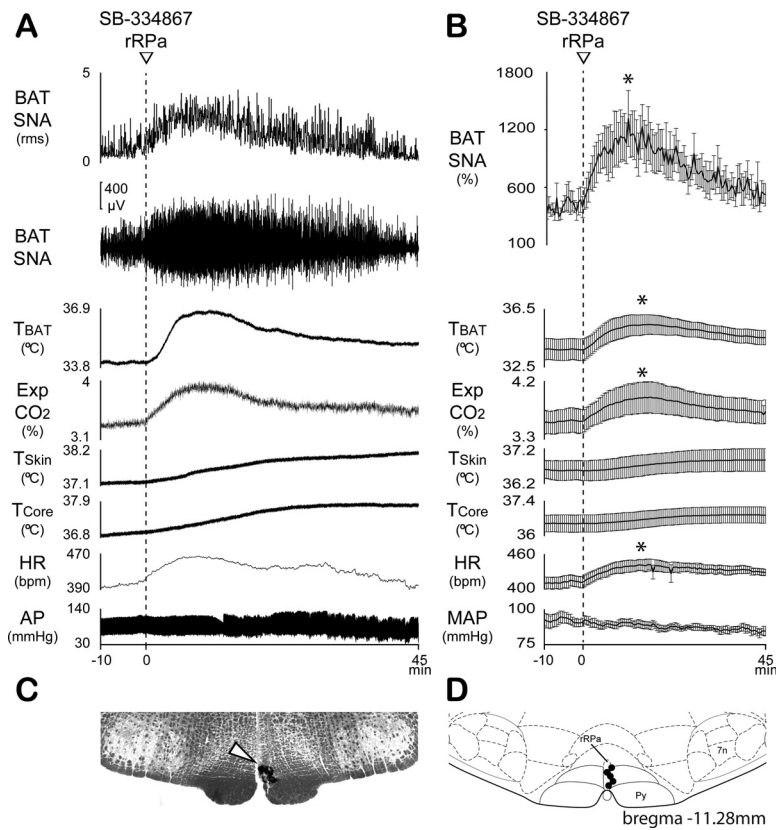 A
SB-334867
rRPa
BAT
SNA
(rms)
5
0
400
µV
BAT
SNA
TBAT
(ºC)
36.9
33.8
Exp
CO2
(%)
4
3.1
TSkin
(ºC)
38.2
37.1
TCore
(ºC)
37.9
36.8
HR
(bpm)
470
390
AP
(mmHg)
140
30
-10 0 45
min
B
SB-334867
rRPa
BAT
SNA
(%)
1800
1200
600
100
*
TBAT
(ºC)
36.5
32.5
*
Exp
CO2
(%)
4.2
3.3
*
TSkin
(ºC)
37.2
36.2
TCore
(ºC)
37.4
36
HR
(bpm)
460
400
*
MAP
(mmHg)
100
75
-10 0 45
min
C
D
rRPa
7n
Py
bregma -11.28mm